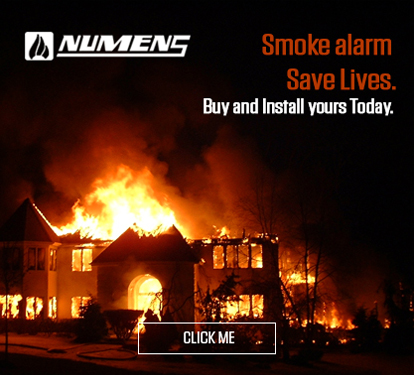 NUMENS
Smoke alarm
Save Lives.
Buy and Install yours Today.
CLICK ME